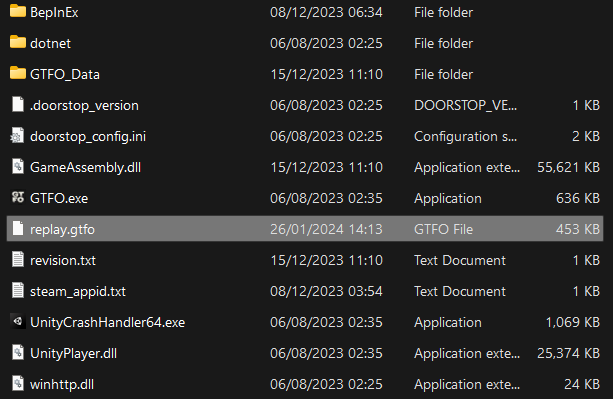 BepInEx 08/12/2023 06:34 File folder
dotnet 06/08/2023 02:25 File folder
GTFO_Data 15/12/2023 11:10 File folder
.doorstop_version 06/08/2023 02:25 DOORSTOP_VE... 1 KB
doorstop_config.ini 06/08/2023 02:25 Configuration s... 2 KB
GameAssembly.dll 15/12/2023 11:10 Application exte... 55,621 KB
GTFO.exe 06/08/2023 02:35 Application 636 KB
replay.gtfo 26/01/2024 14:13 GTFO File 453 KB
revision.txt 15/12/2023 11:10 Text Document 1 KB
steam_appid.txt 08/12/2023 03:54 Text Document 1 KB
UnityCrashHandler64.exe 06/08/2023 02:35 Application 1,069 KB
UnityPlayer.dll 06/08/2023 02:35 Application exte... 25,374 KB
winhttp.dll 06/08/2023 02:25 Application exte... 24 KB